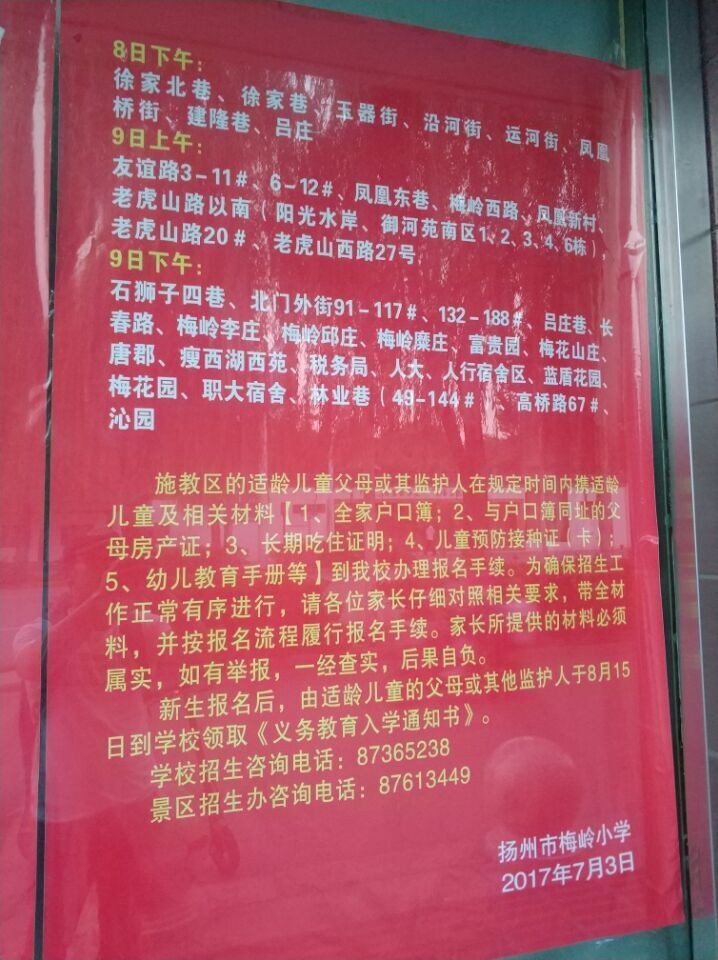 8日下午：
徐家北巷、徐家巷、玉器街、沿河街、运河街、凤凰
桥街、建隆巷、吕庄
9日上午：
友谊路3-11#、6-12#、凤凰东巷、梅岭西路、凤凰新村、
老虎山路以南（阳光水岸、御河苑南区1、2、3、4、6栋），
老虎山路20#、老虎山西路27号
9日下午：
石狮子四巷、北门外街91-117#、132-188#、吕庄巷、长
春路、梅岭李庄、梅岭邱庄、梅岭糜庄、富贵园、梅花山庄、
唐郡、瘦西湖西苑、税务局、人大、人行宿舍区、蓝盾花园、
梅花园、职大宿舍、林业巷（49-144#）、高桥路67#、
沁园
施教区的适龄儿童父母或其监护人在规定时间内携适龄
儿童及相关材料【1、全家户口簿；2、与户口簿同址的父
母房产证；3、长期吃住证明；4、儿童预防接种证（卡）；
5、幼儿教育手册等】到我校办理报名手续。为确保招生工
作正常有序进行，请各位家长仔细对照相关要求，带全材
料，并按报名流程履行报名手续。家长所提供的材料必须
属实，如有举报，一经查实，后果自负。
新生报名后，由适龄儿童的父母或其他监护人于8月15
日到学校领取《义务教育入学通知书》。
学校招生咨询电话：87365238
景区招生办咨询电话：87613449
扬州市梅岭小学
2017年7月3日